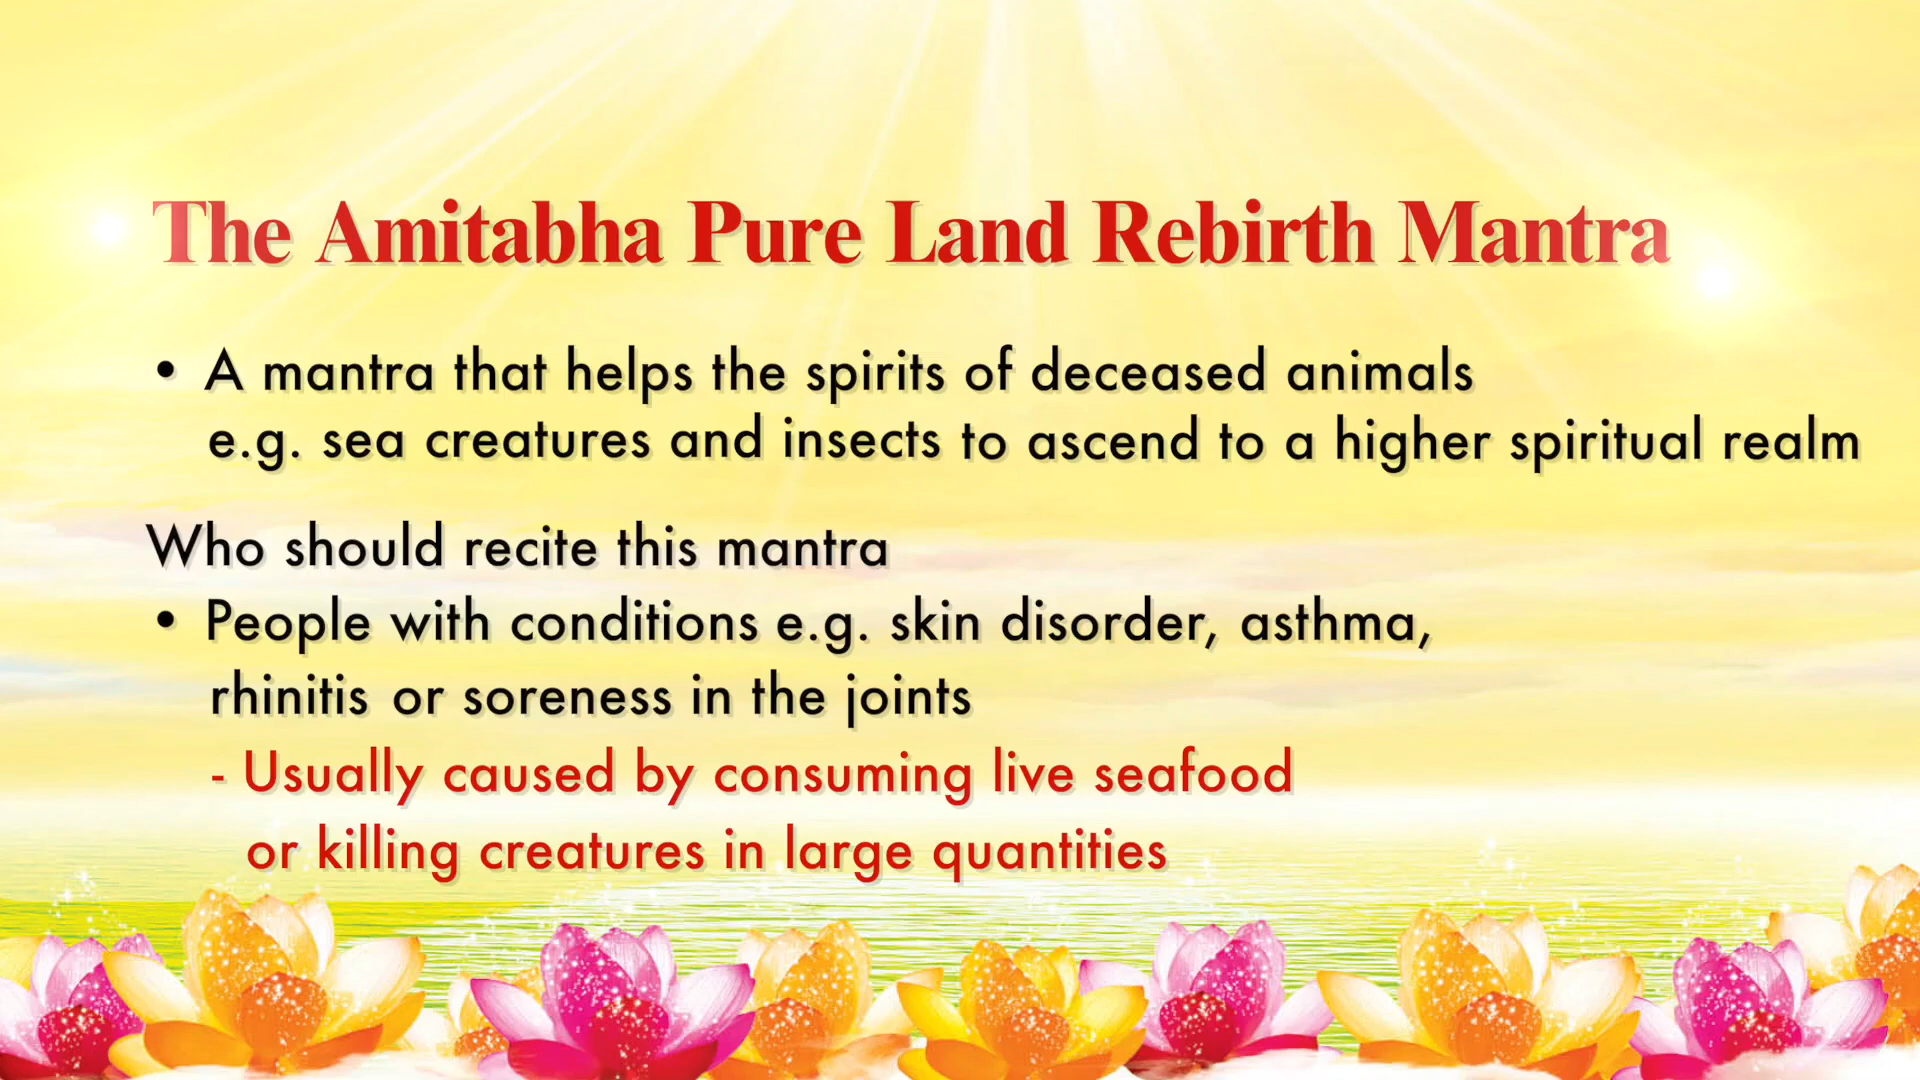 The Amitabha Pure Land Rebirth Mantra
• A mantra that helps the spirits of deceased animals
e.g. sea creatures and insects to ascend to a higher spiritual realm
Who should recite this mantra
• People with conditions e.g. skin disorder, asthma,
rhinitis or soreness in the joints
- Usually caused by consuming live seafood
or killing creatures in large quantities